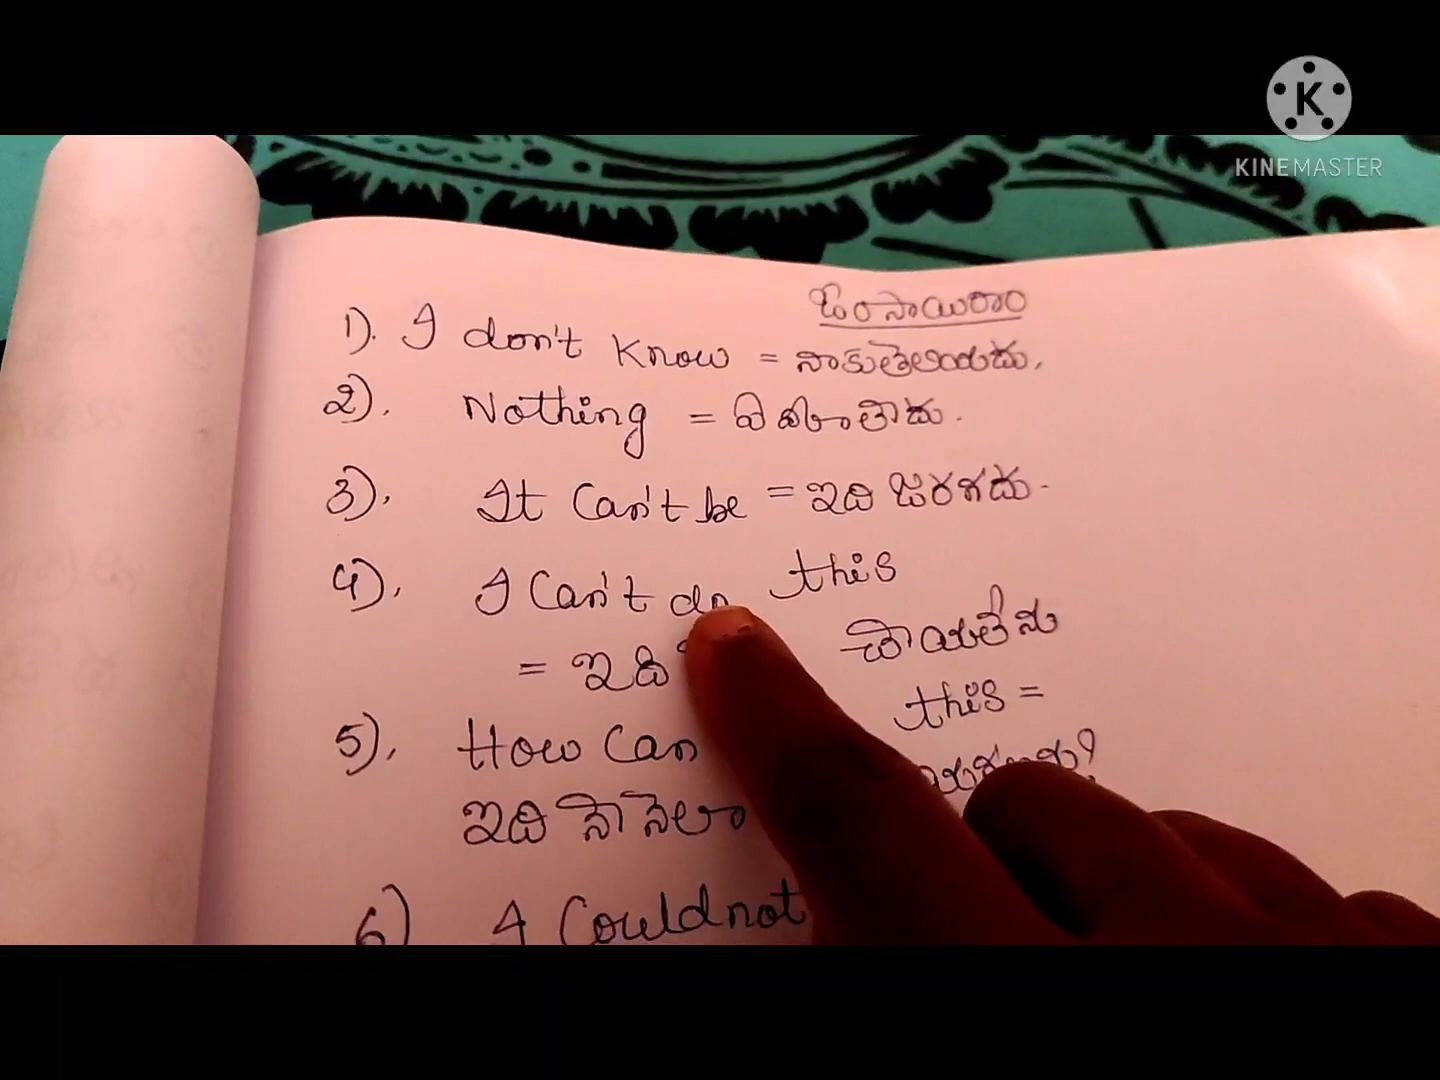 K
KINEMASTER
ఓం సాయిరాం
1). I don't know = నాకుతెలియదు.
2). Nothing = ఏమీలేదు.
3). It can't be = ఇది జరగదు.
4). I can't do this
= ఇది చేయలేను
5). How can this =
ఇది నేనెలా
6) I Couldnot